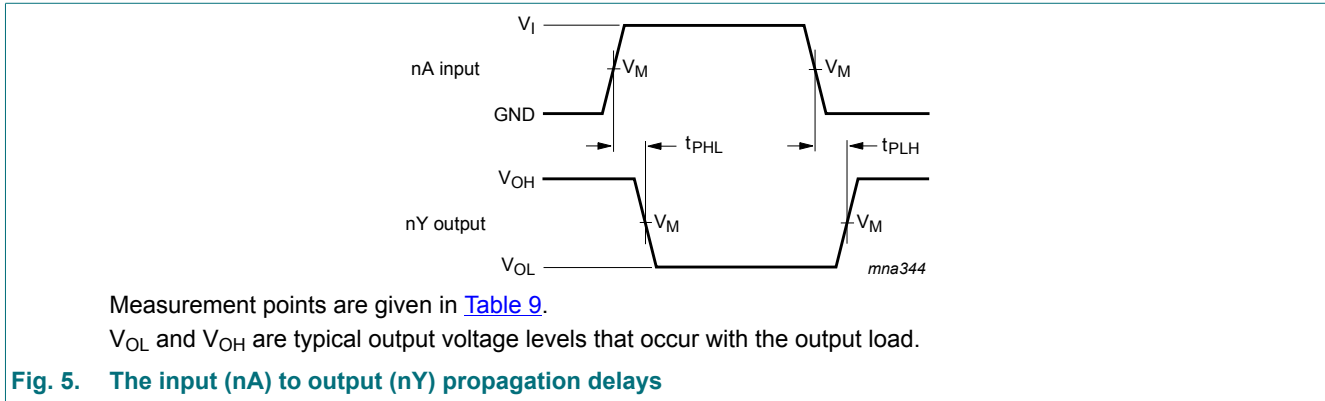 V_I
nA input V_M V_M
GND
t_PHL t_PLH
V_OH
nY output V_M V_M
V_OL
mna344
Measurement points are given in Table 9.
V_OL and V_OH are typical output voltage levels that occur with the output load.
Fig. 5. The input (nA) to output (nY) propagation delays